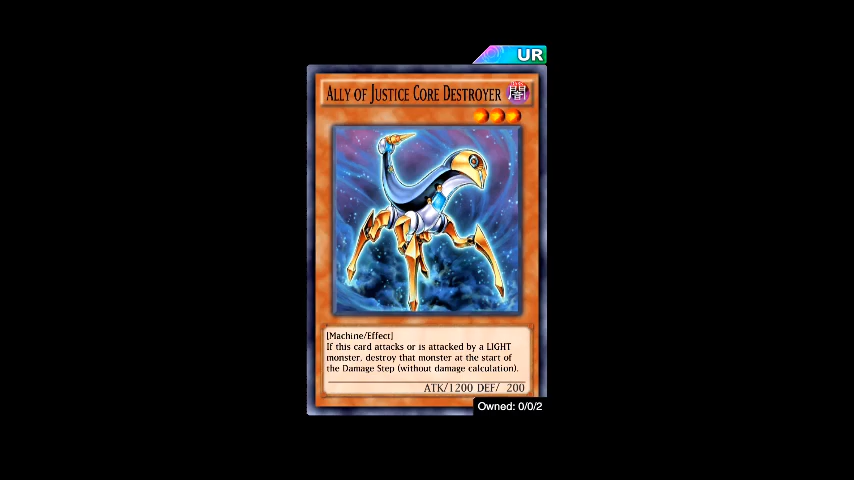 UR
ALLY OF JUSTICE CORE DESTROYER 闇
[Machine/Effect]
If this card attacks or is attacked by a LIGHT
monster, destroy that monster at the start of
the Damage Step (without damage calculation).
ATK/1200 DEF/ 200
Owned: 0/0/2